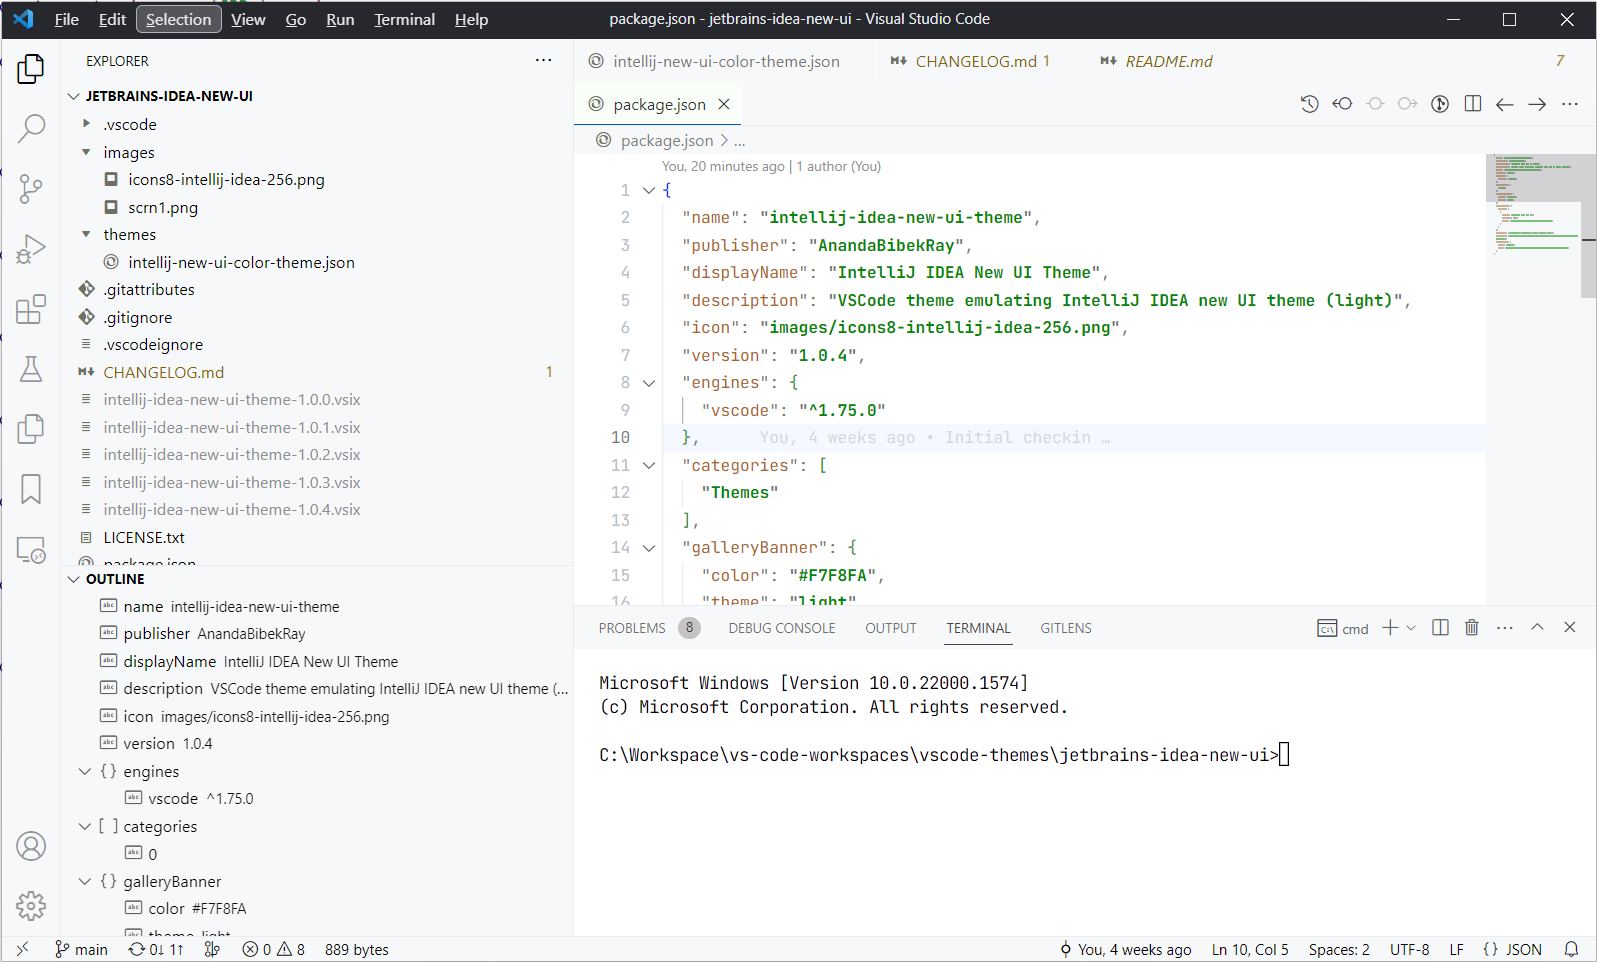 File Edit Selection View Go Run Terminal Help
package.json - jetbrains-idea-new-ui - Visual Studio Code
EXPLORER
JETBRAINS-IDEA-NEW-UI
.vscode
images
icons8-intellij-idea-256.png
scrn1.png
themes
intellij-new-ui-color-theme.json
.gitattributes
.gitignore
.vscodeignore
CHANGELOG.md 1
intellij-idea-new-ui-theme-1.0.0.vsix
intellij-idea-new-ui-theme-1.0.1.vsix
intellij-idea-new-ui-theme-1.0.2.vsix
intellij-idea-new-ui-theme-1.0.3.vsix
intellij-idea-new-ui-theme-1.0.4.vsix
LICENSE.txt
package.json
OUTLINE
name intellij-idea-new-ui-theme
publisher AnandaBibekRay
displayName IntelliJ IDEA New UI Theme
description VSCode theme emulating IntelliJ IDEA new UI theme (...
icon images/icons8-intellij-idea-256.png
version 1.0.4
{} engines
vscode ^1.75.0
[ ] categories
0
{} galleryBanner
color #F7F8FA
theme light
intellij-new-ui-color-theme.json CHANGELOG.md 1 README.md 7
package.json
package.json > ...
You, 20 minutes ago | 1 author (You)
1 {
2 "name": "intellij-idea-new-ui-theme",
3 "publisher": "AnandaBibekRay",
4 "displayName": "IntelliJ IDEA New UI Theme",
5 "description": "VSCode theme emulating IntelliJ IDEA new UI theme (light)",
6 "icon": "images/icons8-intellij-idea-256.png",
7 "version": "1.0.4",
8 "engines": {
9 "vscode": "^1.75.0"
10 }, You, 4 weeks ago • Initial checkin …
11 "categories": [
12 "Themes"
13 ],
14 "galleryBanner": {
15 "color": "#F7F8FA",
16 "theme": "light"
PROBLEMS 8 DEBUG CONSOLE OUTPUT TERMINAL GITLENS
cmd
Microsoft Windows [Version 10.0.22000.1574]
(c) Microsoft Corporation. All rights reserved.
C:\Workspace\vs-code-workspaces\vscode-themes\jetbrains-idea-new-ui>
main 0↓ 1↑ 0 8 889 bytes
You, 4 weeks ago Ln 10, Col 5 Spaces: 2 UTF-8 LF {} JSON